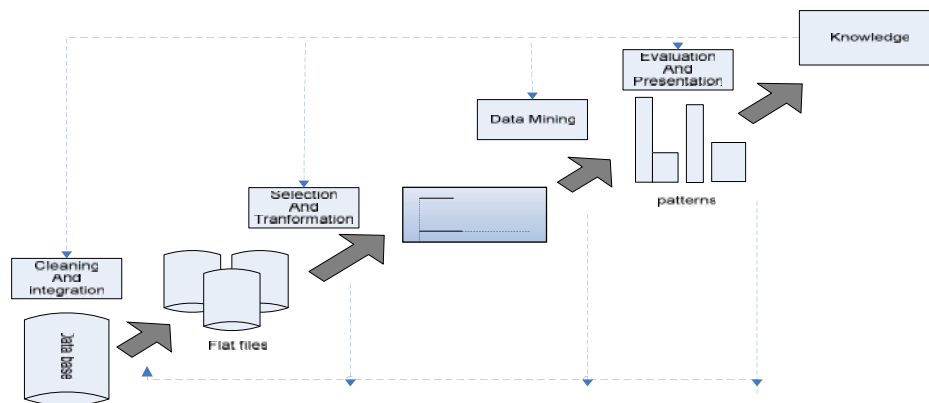 Knowledge
Evaluation
And
Presentation
Data Mining
patterns
Selection
And
Tranformation
Cleaning
And
integration
Flat files
Data base